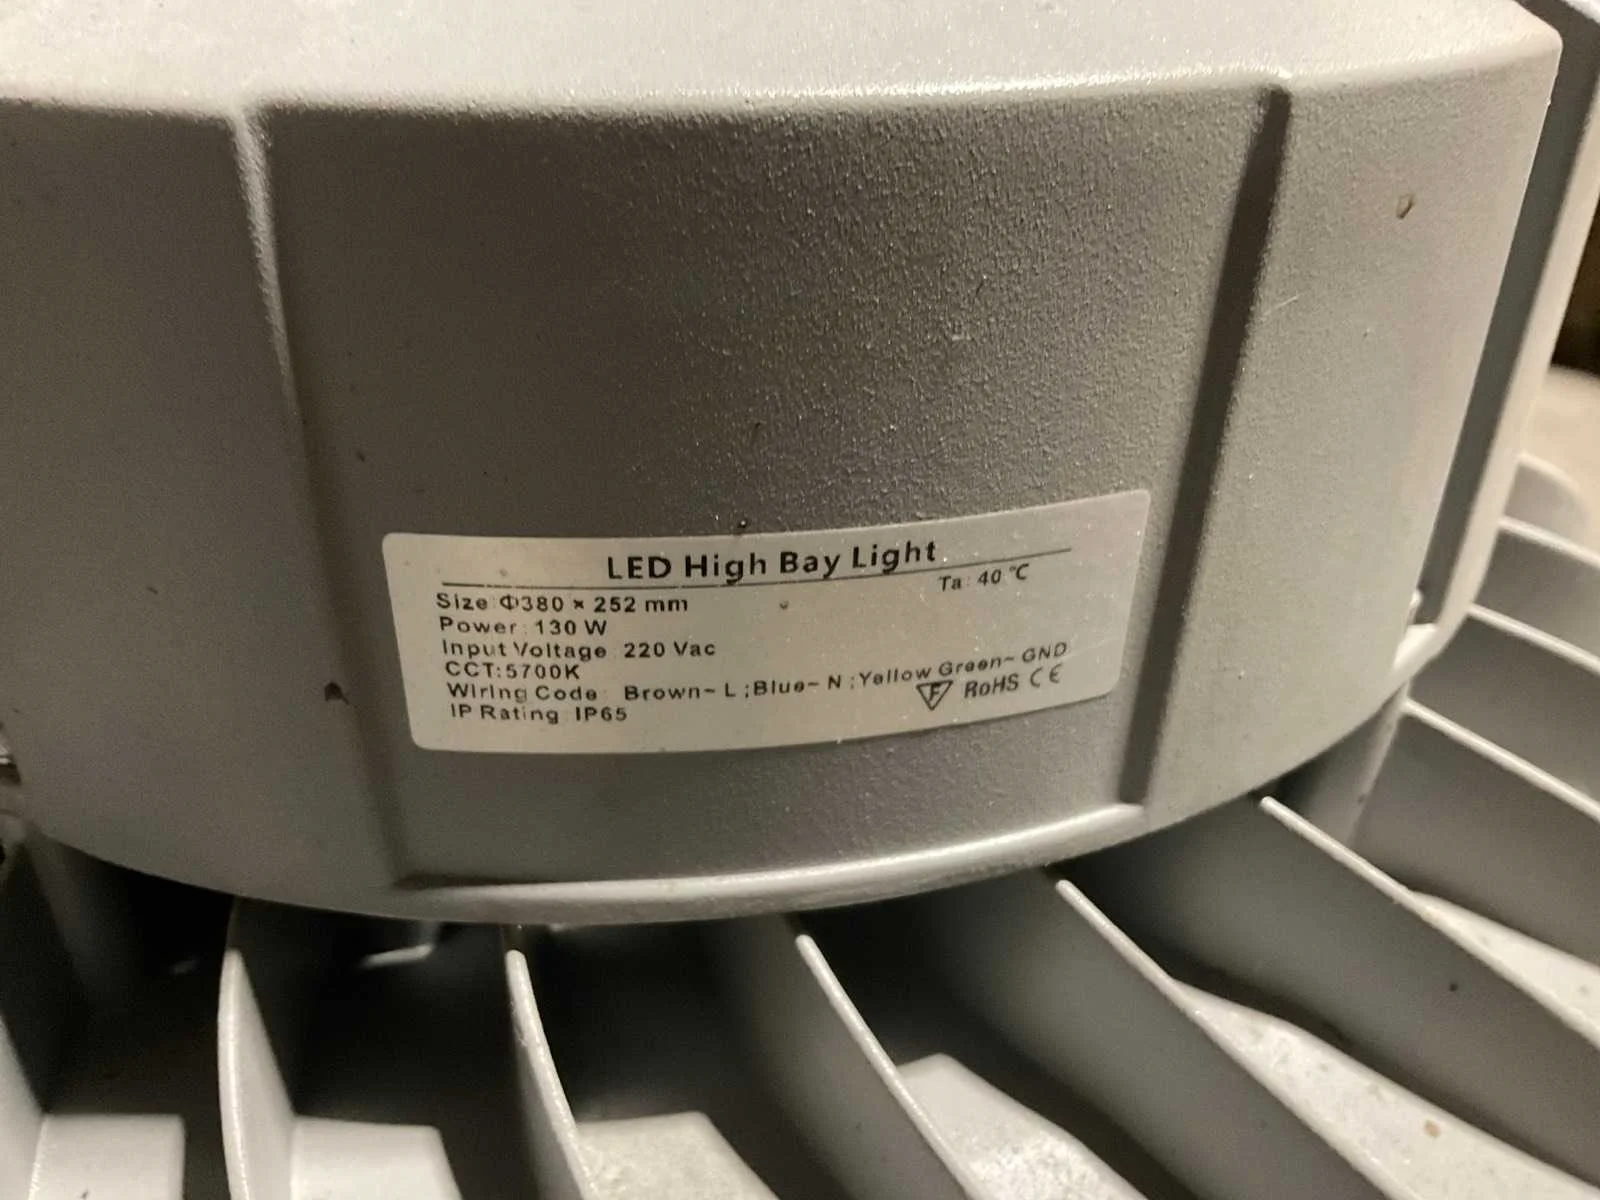 LED High Bay Light
Ta: 40 ℃
Size:Φ380 × 252 mm
Power: 130 W
Input Voltage: 220 Vac
CCT:5700K
Wiring Code: Brown~ L ;Blue~ N ;Yellow Green~ GND
IP Rating: IP65
F RoHS CE